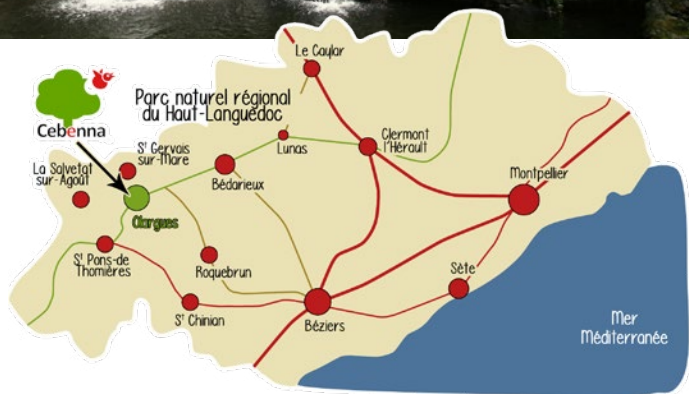 Le Caylar
Parc naturel régional
du Haut-Languedoc
Cebenna
Clermont
l'Hérault
Lunas
St Gervais
sur-Mare
Montpellier
La Salvetat
sur-Agoût
Bédarieux
Olargues
St Pons-de
Thomières
Roquebrun
Sète
St Chinian
Béziers
Mer
Méditerranée